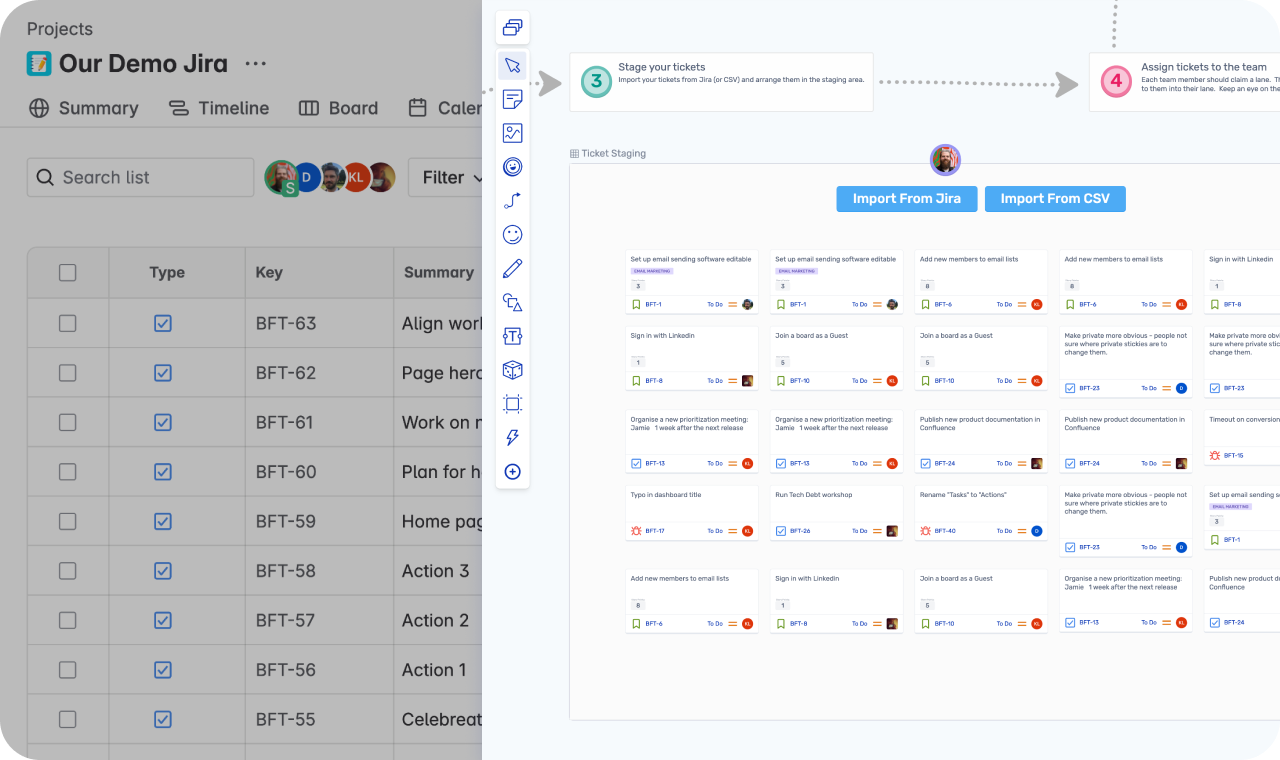 Projects
Our Demo Jira ...
Summary
Timeline
Board
Search list
S
D
KL
Filter
Type
Key
Summary
BFT-63
BFT-62
Page
BFT-61
Work on
BFT-60
Plan for
BFT-59
Home
BFT-58
Action 3
BFT-57
Action 2
BFT-56
Action 1
BFT-55
3
Stage your tickets
Import your tickets from Jira (or CSV) and arrange them in the staging area.
4
Assign tickets to the team
Each team member should claim a lane.
to them into their lane. Keep an eye on the
Ticket Staging
Import From Jira
Import From CSV
Set up email sending software editable
EMAIL MARKETING
3
BFT-1
To Do
Set up email sending software editable
EMAIL MARKETING
3
BFT-1
To Do
Add new members to email lists
8
BFT-6
To Do
KL
Add new members to email lists
8
BFT-6
To Do
KL
Sign in with Linkedin
1
BFT-8
Sign in with Linkedin
1
BFT-8
To Do
Join a board as a Guest
5
BFT-10
To Do
KL
Join a board as a Guest
5
BFT-10
To Do
KL
Make private more obvious - people not
sure where private stickies are to
change them.
BFT-23
To Do
D
Make private more
sure where private
change them.
BFT-23
Organise a new prioritization meeting:
Jamie 1 week after the next release
BFT-13
To Do
KL
Organise a new prioritization meeting:
Jamie 1 week after the next release
BFT-13
To Do
KL
Publish new product documentation in
Confluence
BFT-24
To Do
Publish new product documentation in
Confluence
BFT-24
To Do
Timeout on conversion
BFT-15
Typo in dashboard title
BFT-17
To Do
KL
Run Tech Debt workshop
BFT-26
To Do
Rename "Tasks" to "Actions"
BFT-40
To Do
D
Make private more obvious - people not
sure where private stickies are to
change them.
BFT-23
To Do
D
Set up email sending
EMAIL MARKETING
3
BFT-1
Add new members to email lists
8
BFT-6
To Do
KL
Sign in with Linkedin
1
BFT-8
To Do
Join a board as a Guest
5
BFT-10
To Do
KL
Organise a new prioritization meeting:
Jamie 1 week after the next release
BFT-13
To Do
KL
Publish new product
Confluence
BFT-24